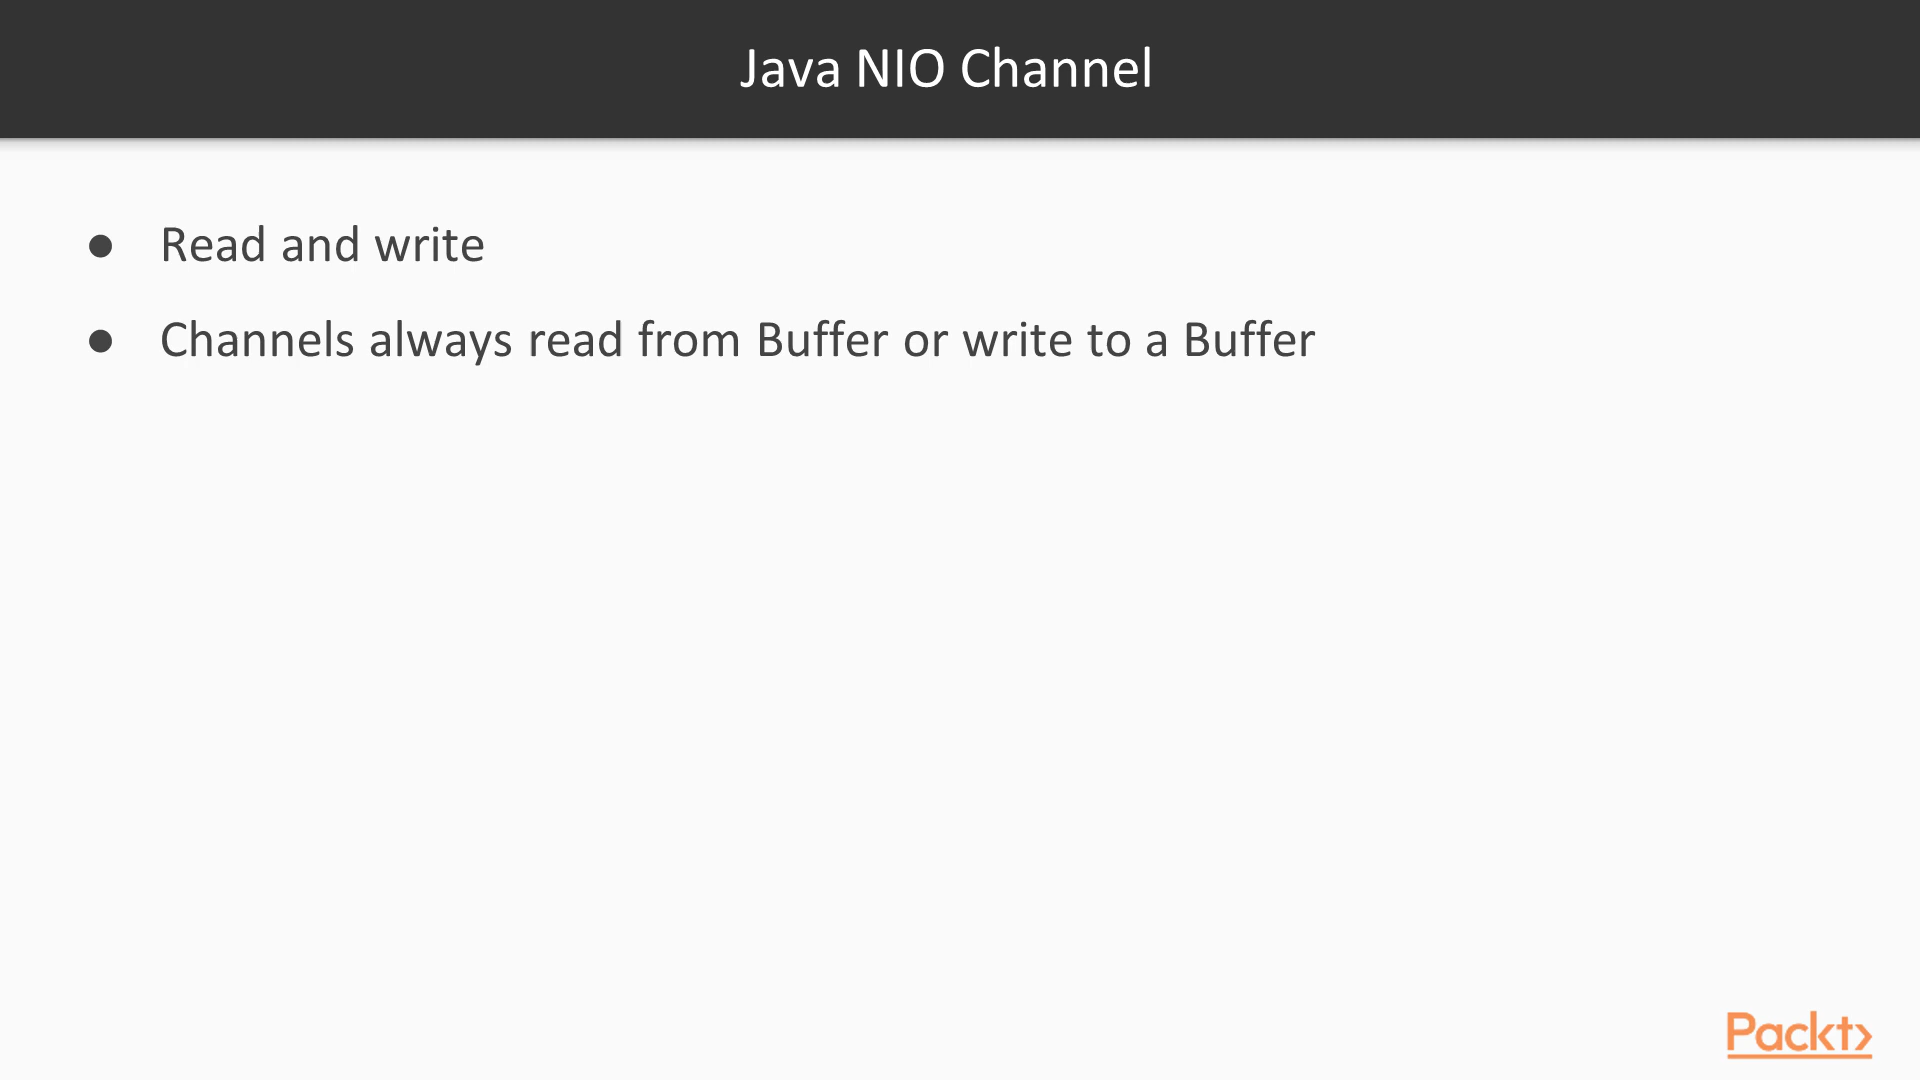 Java NIO Channel
● Read and write
● Channels always read from Buffer or write to a Buffer
Packt>